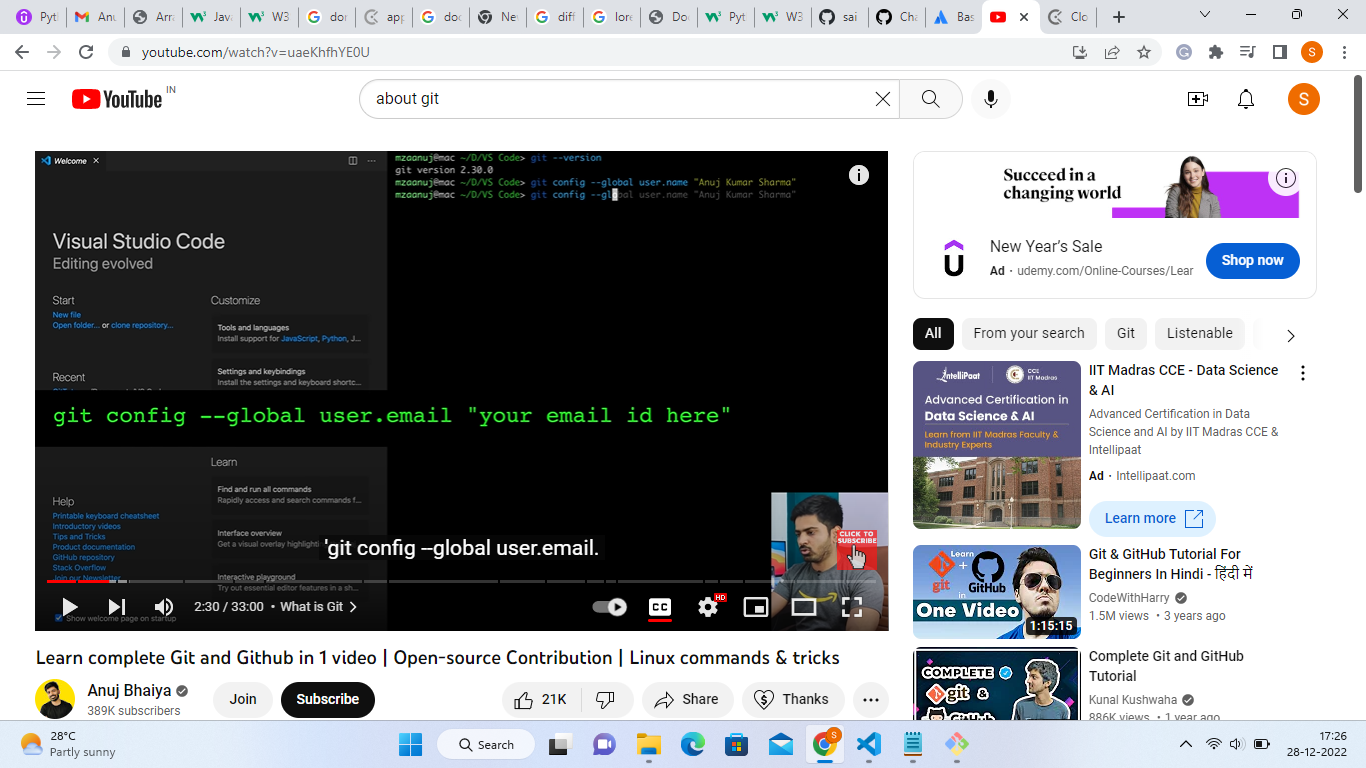 Pyth
Anu
Arra
Java
W3
dor
app
doc
Nev
diff
lore
Do
Pyt
W3
sai
Cha
Bas
Clo
youtube.com/watch?v=uaeKhfhYE0U
S
YouTube IN
about git
S
Welcome
mzaanuj@mac ~/D/VS Code> git --version
git version 2.30.0
mzaanuj@mac ~/D/VS Code> git config --global user.name "Anuj Kumar Sharma"
mzaanuj@mac ~/D/VS Code> git config --global user.name "Anuj Kumar Sharma"
Visual Studio Code
Editing evolved
Start
New file
Open folder... or clone repository...
Customize
Tools and languages
Install support for JavaScript, Python, J...
Settings and keybindings
Install the settings and keyboard shortc...
Recent
git config --global user.email "your email id here"
Learn
Find and run all commands
Rapidly access and search commands f...
Interface overview
Get a visual overlay highlighti
Interactive playground
Try out essential editor features in a sh...
Help
Printable keyboard cheatsheet
Introductory videos
Tips and Tricks
Product documentation
GitHub repository
Stack Overflow
Join our Newsletter
Show welcome page on startup
'git config –global user.email.
CLICK TO
SUBSCRIBE
2:30 / 33:00 • What is Git
CC
HD
Learn complete Git and Github in 1 video | Open-source Contribution | Linux commands & tricks
Anuj Bhaiya
389K subscribers
Join
Subscribe
21K
Share
Thanks
Succeed in a
changing world
New Year's Sale
Ad · udemy.com/Online-Courses/Lear
Shop now
All
From your search
Git
Listenable
INTELLIPAAT
CCE
IIT Madras
Advanced Certification in
Data Science & AI
Learn from IIT Madras Faculty &
Industry Experts
IIT Madras CCE - Data Science
& AI
Advanced Certification in Data
Science and AI by IIT Madras CCE &
Intellipaat
Ad · Intellipaat.com
Learn more
Learn
git + GitHub
in
One Video
1:15:15
Git & GitHub Tutorial For
Beginners In Hindi - हिंदी में
CodeWithHarry
1.5M views • 3 years ago
COMPLETE
git &
GitHub
Complete Git and GitHub
Tutorial
Kunal Kushwaha
886K views • 1 year ago
28°C
Partly sunny
Search
S
17:26
28-12-2022